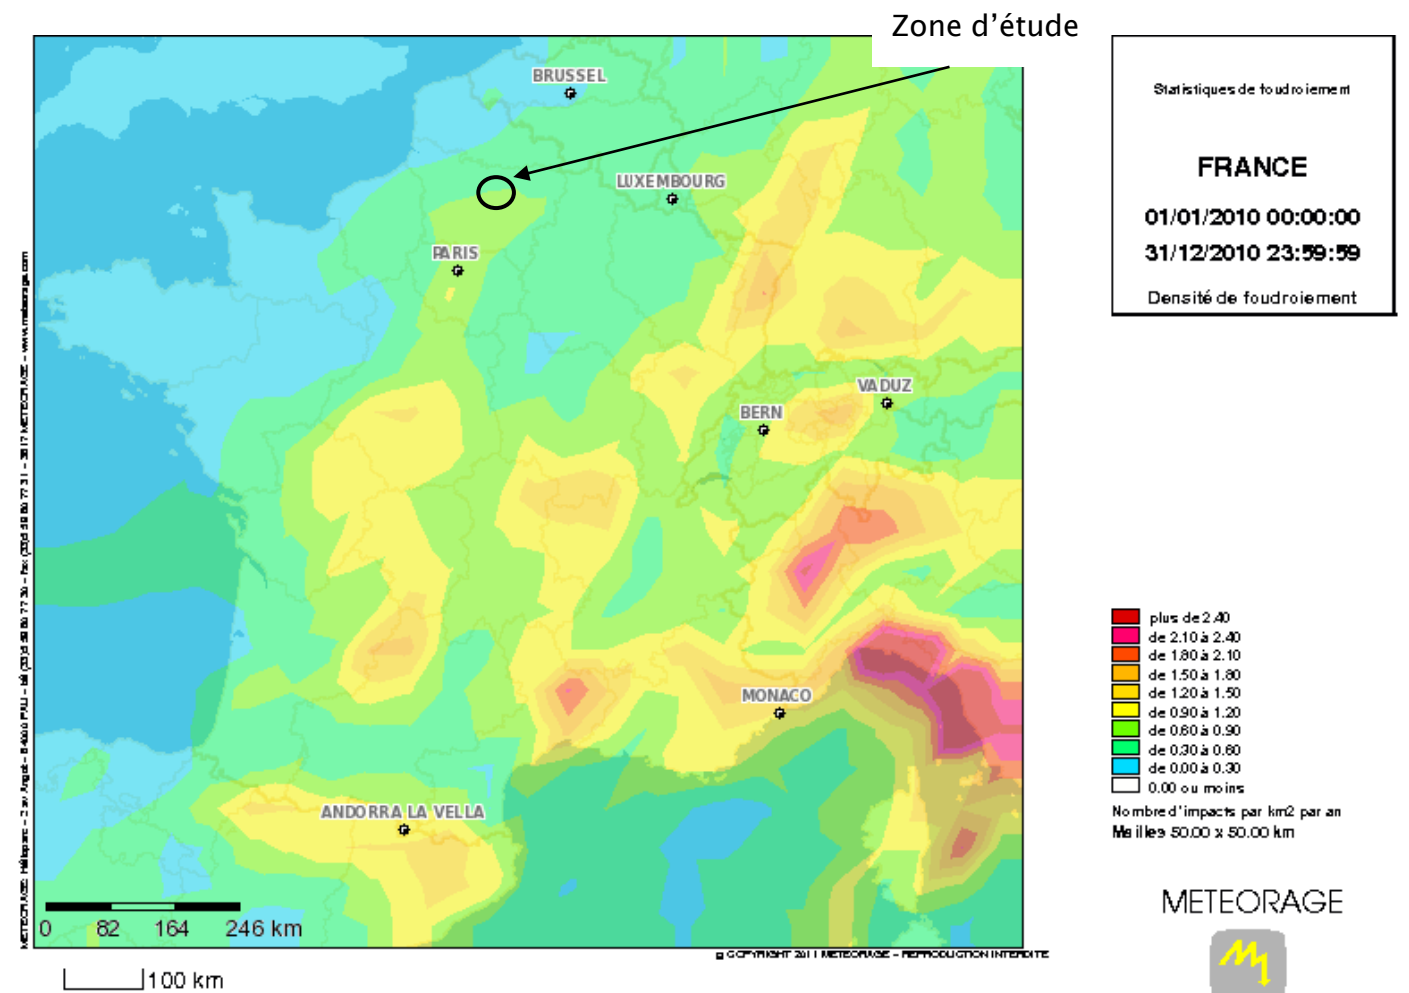 Zone d’étude
BRUSSEL
LUXEMBOURG
PARIS
VADUZ
BERN
MONACO
ANDORRA LA VELLA
0 82 164 246 km
100 km
© COPYRIGHT 2011 METEORAGE - REPRODUCTION INTERDITE
Statistiques de foudroiement
FRANCE
01/01/2010 00:00:00
31/12/2010 23:59:59
Densité de foudroiement
plus de 2.40
de 2.10 à 2.40
de 1.80 à 2.10
de 1.50 à 1.80
de 1.20 à 1.50
de 0.90 à 1.20
de 0.60 à 0.90
de 0.30 à 0.60
de 0.00 à 0.30
0.00 ou moins
Nombre d'impacts par km2 par an
Mailles 50.00 x 50.00 km
METEORAGE